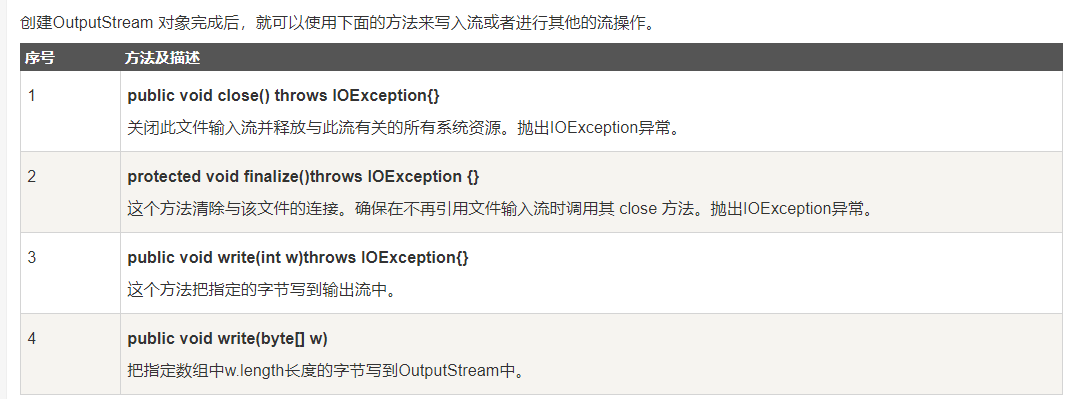 创建OutputStream 对象完成后，就可以使用下面的方法来写入流或者进行其他的流操作。
序号 方法及描述
1 public void close() throws IOException{}
关闭此文件输入流并释放与此流有关的所有系统资源。抛出IOException异常。
2 protected void finalize()throws IOException {}
这个方法清除与该文件的连接。确保在不再引用文件输入流时调用其 close 方法。抛出IOException异常。
3 public void write(int w)throws IOException{}
这个方法把指定的字节写到输出流中。
4 public void write(byte[] w)
把指定数组中w.length长度的字节写到OutputStream中。